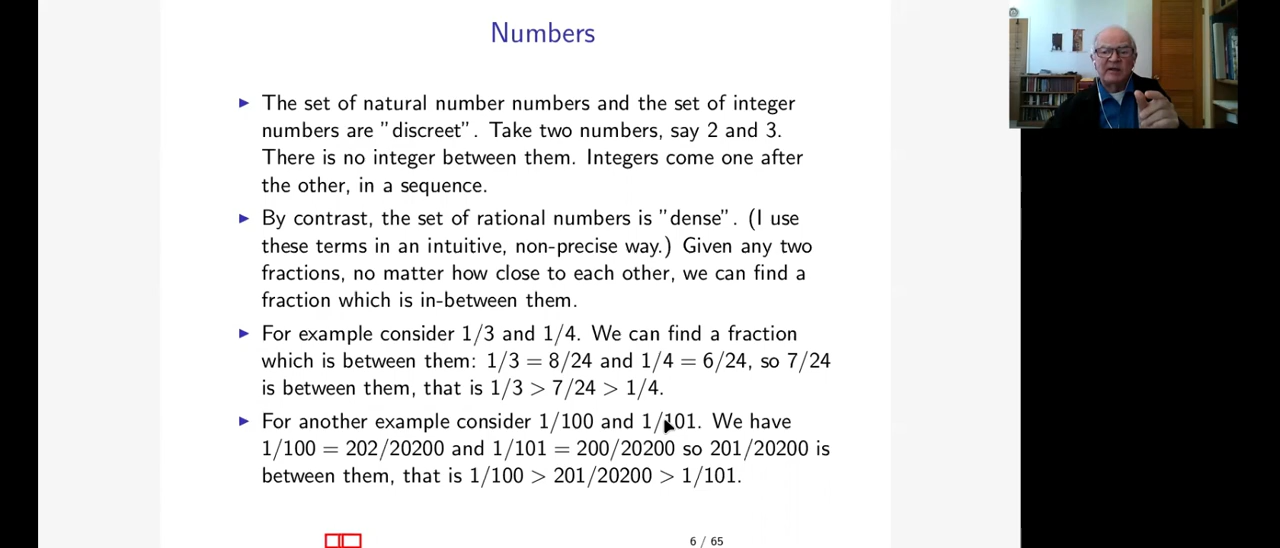 Numbers
▶ The set of natural number numbers and the set of integer
numbers are "discreet". Take two numbers, say 2 and 3.
There is no integer between them. Integers come one after
the other, in a sequence.
▶ By contrast, the set of rational numbers is "dense". (I use
these terms in an intuitive, non-precise way.) Given any two
fractions, no matter how close to each other, we can find a
fraction which is in-between them.
▶ For example consider 1/3 and 1/4. We can find a fraction
which is between them: 1/3 = 8/24 and 1/4 = 6/24, so 7/24
is between them, that is 1/3 > 7/24 > 1/4.
▶ For another example consider 1/100 and 1/101. We have
1/100 = 202/20200 and 1/101 = 200/20200 so 201/20200 is
between them, that is 1/100 > 201/20200 > 1/101.
6 / 65